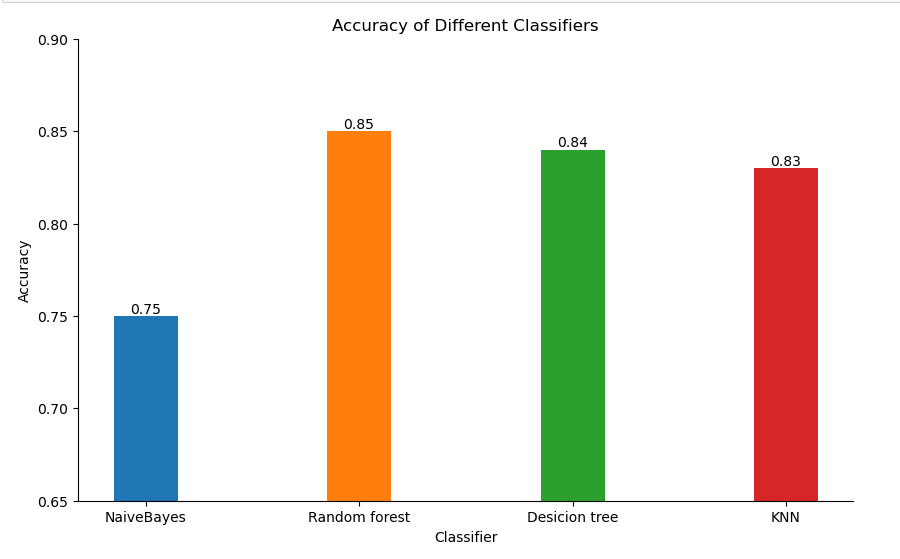 Accuracy of Different Classifiers
0.90
0.85
0.80
0.75
0.70
0.65
Accuracy
0.75
0.85
0.84
0.83
NaiveBayes
Random forest
Desicion tree
KNN
Classifier